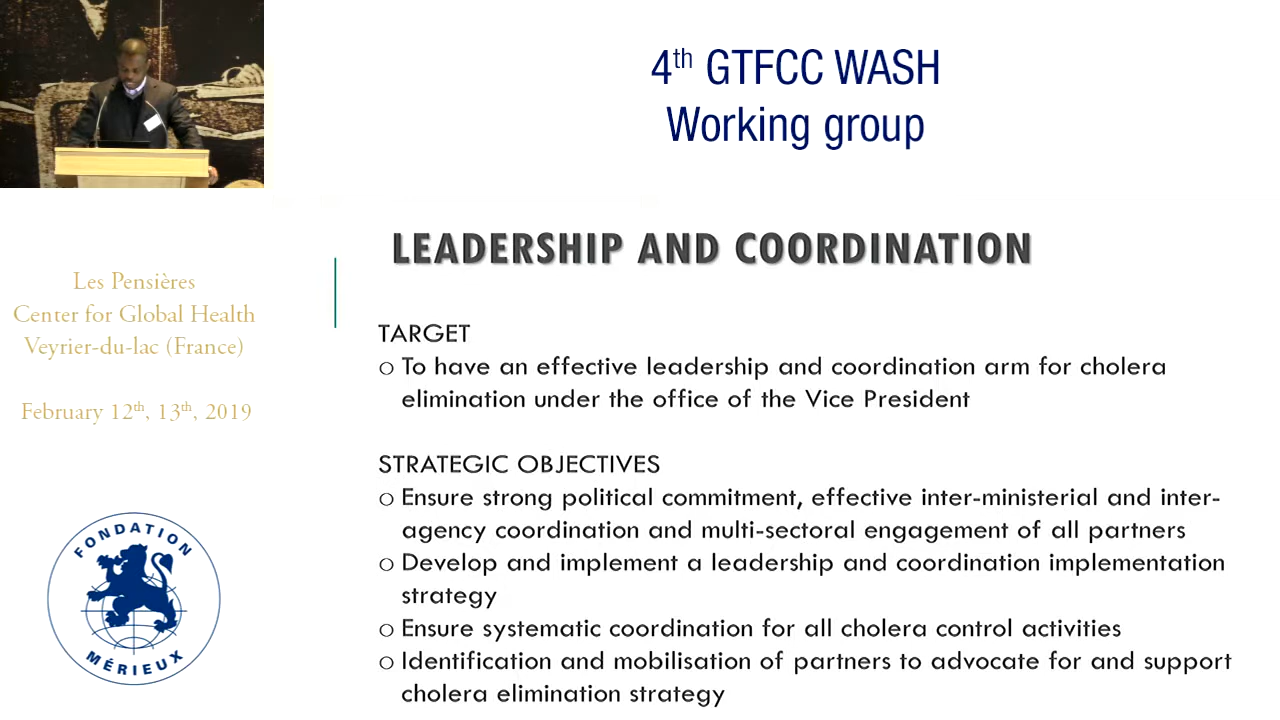 4th GTFCC WASH
Working group
LEADERSHIP AND COORDINATION
Les Pensières
Center for Global Health
Veyrier-du-lac (France)
February 12th, 13th, 2019
TARGET
o To have an effective leadership and coordination arm for cholera
elimination under the office of the Vice President
STRATEGIC OBJECTIVES
o Ensure strong political commitment, effective inter-ministerial and inter-
agency coordination and multi-sectoral engagement of all partners
o Develop and implement a leadership and coordination implementation
strategy
o Ensure systematic coordination for all cholera control activities
o Identification and mobilisation of partners to advocate for and support
cholera elimination strategy
FONDATION
MÉRIEUX